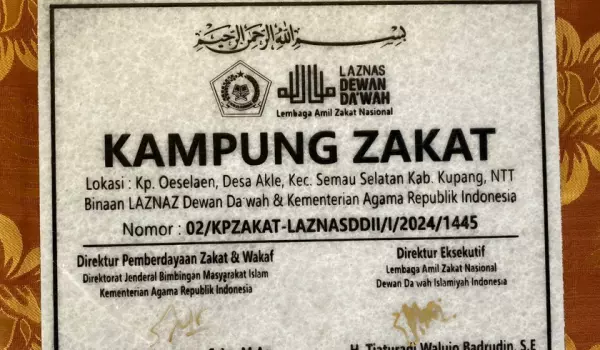 بسم الله الرحمن الرحيم
LAZNAS
DEWAN
DA'WAH
Lembaga Amil Zakat Nasional
KAMPUNG ZAKAT
Lokasi : Kp. Oeselaen, Desa Akle, Kec. Semau Selatan Kab. Kupang, NTT
Binaan LAZNAZ Dewan Da'wah & Kementerian Agama Republik Indonesia
Nomor : 02/KPZAKAT-LAZNASDDII/I/2024/1445
Direktur Pemberdayaan Zakat & Wakaf
Direktorat Jenderal Bimbingan Masyarakat Islam
Kementerian Agama Republik Indonesia
Direktur Eksekutif
Lembaga Amil Zakat Nasional
Dewan Da'wah Islamiyah Indonesia
H. Tjaturadi Walujo Badrudin, S.E